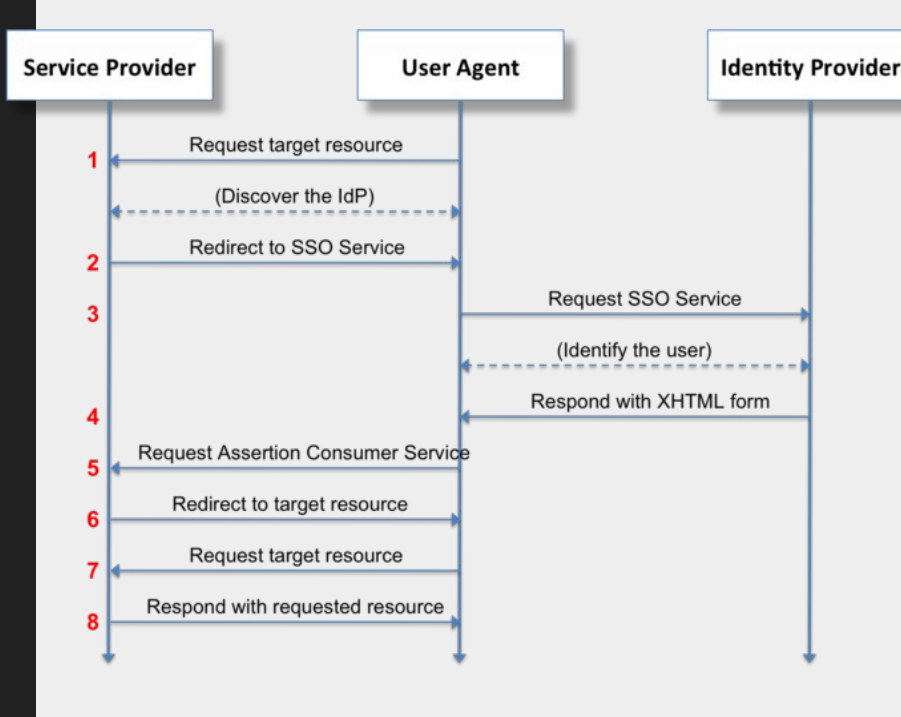 Service Provider
User Agent
Identity Provider
Request target resource
1
(Discover the IdP)
Redirect to SSO Service
2
Request SSO Service
3
(Identify the user)
Respond with XHTML form
4
Request Assertion Consumer Service
5
Redirect to target resource
6
Request target resource
7
Respond with requested resource
8